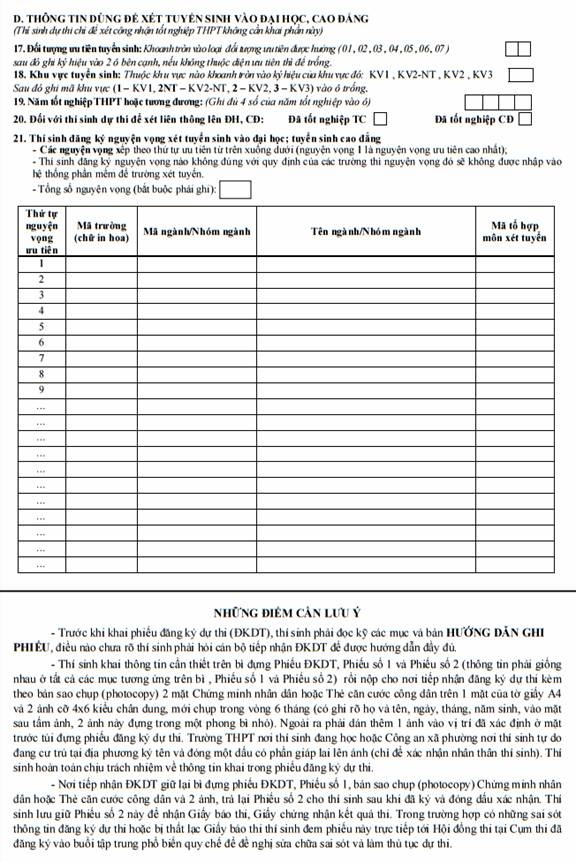 D. THÔNG TIN DÙNG ĐỂ XÉT TUYỂN SINH VÀO ĐẠI HỌC, CAO ĐẲNG
(Thí sinh dự thi chỉ để xét công nhận tốt nghiệp THPT không cần khai phần này)
17. Đối tượng ưu tiên tuyển sinh: Khoanh tròn vào loại đối tượng ưu tiên được hưởng (01, 02, 03, 04, 05, 06, 07)
sau đó ghi ký hiệu vào 2 ô bên cạnh, nếu không thuộc diện ưu tiên thì để trống.
18. Khu vực tuyển sinh: Thuộc khu vực nào khoanh tròn vào ký hiệu của khu vực đó: KV1, KV2-NT, KV2, KV3
Sau đó ghi mã khu vực (1 – KV1, 2NT – KV2-NT, 2 – KV2, 3 – KV3) vào ô trống.
19. Năm tốt nghiệp THPT hoặc tương đương: (Ghi đủ 4 số của năm tốt nghiệp vào ô)
20. Đối với thí sinh dự thi để xét liên thông lên ĐH, CĐ: Đã tốt nghiệp TC Đã tốt nghiệp CĐ
21. Thí sinh đăng ký nguyện vọng xét tuyển sinh vào đại học; tuyển sinh cao đẳng
- Các nguyện vọng xếp theo thứ tự ưu tiên từ trên xuống dưới (nguyện vọng 1 là nguyện vọng ưu tiên cao nhất);
- Thí sinh đăng ký nguyện vọng nào không đúng với quy định của các trường thì nguyện vọng đó sẽ không được nhập vào
hệ thống phần mềm để trường xét tuyển.
- Tổng số nguyện vọng (bắt buộc phải ghi):
Thứ tự
nguyện
vọng
ưu tiên
Mã trường
(chữ in hoa)
Mã ngành/Nhóm ngành
Tên ngành/Nhóm ngành
Mã tổ hợp
môn xét tuyển
1
2
3
4
5
6
7
8
9
...
...
...
...
...
...
...
...
...
...
...
NHỮNG ĐIỂM CẦN LƯU Ý
- Trước khi khai phiếu đăng ký dự thi (ĐKDT), thí sinh phải đọc kỹ các mục và bản HƯỚNG DẪN GHI
PHIẾU, điều nào chưa rõ thí sinh phải hỏi cán bộ tiếp nhận ĐKDT để được hướng dẫn đầy đủ.
- Thí sinh khai thông tin cần thiết trên bì đựng Phiếu ĐKDT, Phiếu số 1 và Phiếu số 2 (thông tin phải giống
nhau ở tất cả các mục tương ứng trên bì , Phiếu số 1 và Phiếu số 2) rồi nộp cho nơi tiếp nhận đăng ký dự thi kèm
theo bản sao chụp (photocopy) 2 mặt Chứng minh nhân dân hoặc Thẻ căn cước công dân trên 1 mặt của tờ giấy A4
và 2 ảnh cỡ 4x6 kiểu chân dung, mới chụp trong vòng 6 tháng (có ghi rõ họ và tên, ngày, tháng, năm sinh, vào mặt
sau tấm ảnh, 2 ảnh này đựng trong một phong bì nhỏ). Ngoài ra phải dán thêm 1 ảnh vào vị trí đã xác định ở mặt
trước túi đựng phiếu đăng ký dự thi. Trường THPT nơi thí sinh đang học hoặc Công an xã phường nơi thí sinh tự do
đang cư trú tại địa phương ký tên và đóng một dấu có phần giáp lai lên ảnh (chỉ để xác nhận nhân thân thí sinh). Thí
sinh hoàn toàn chịu trách nhiệm về thông tin khai trong phiếu đăng ký dự thi.
- Nơi tiếp nhận ĐKDT giữ lại bì đựng phiếu ĐKDT, Phiếu số 1, bản sao chụp (photocopy) Chứng minh nhân
dân hoặc Thẻ căn cước công dân và 2 ảnh, trả lại Phiếu số 2 cho thí sinh sau khi đã ký và đóng dấu xác nhận. Thí
sinh lưu giữ Phiếu số 2 này để nhận Giấy báo thi, Giấy chứng nhận kết quả thi. Trong trường hợp có những sai sót
thông tin đăng ký dự thi hoặc bị thất lạc Giấy báo thi thí sinh đem phiếu này trực tiếp tới Hội đồng thi tại Cụm thi đã
đăng ký vào buổi tập trung phổ biến quy chế để đề nghị sửa chữa sai sót và làm thủ tục dự thi.